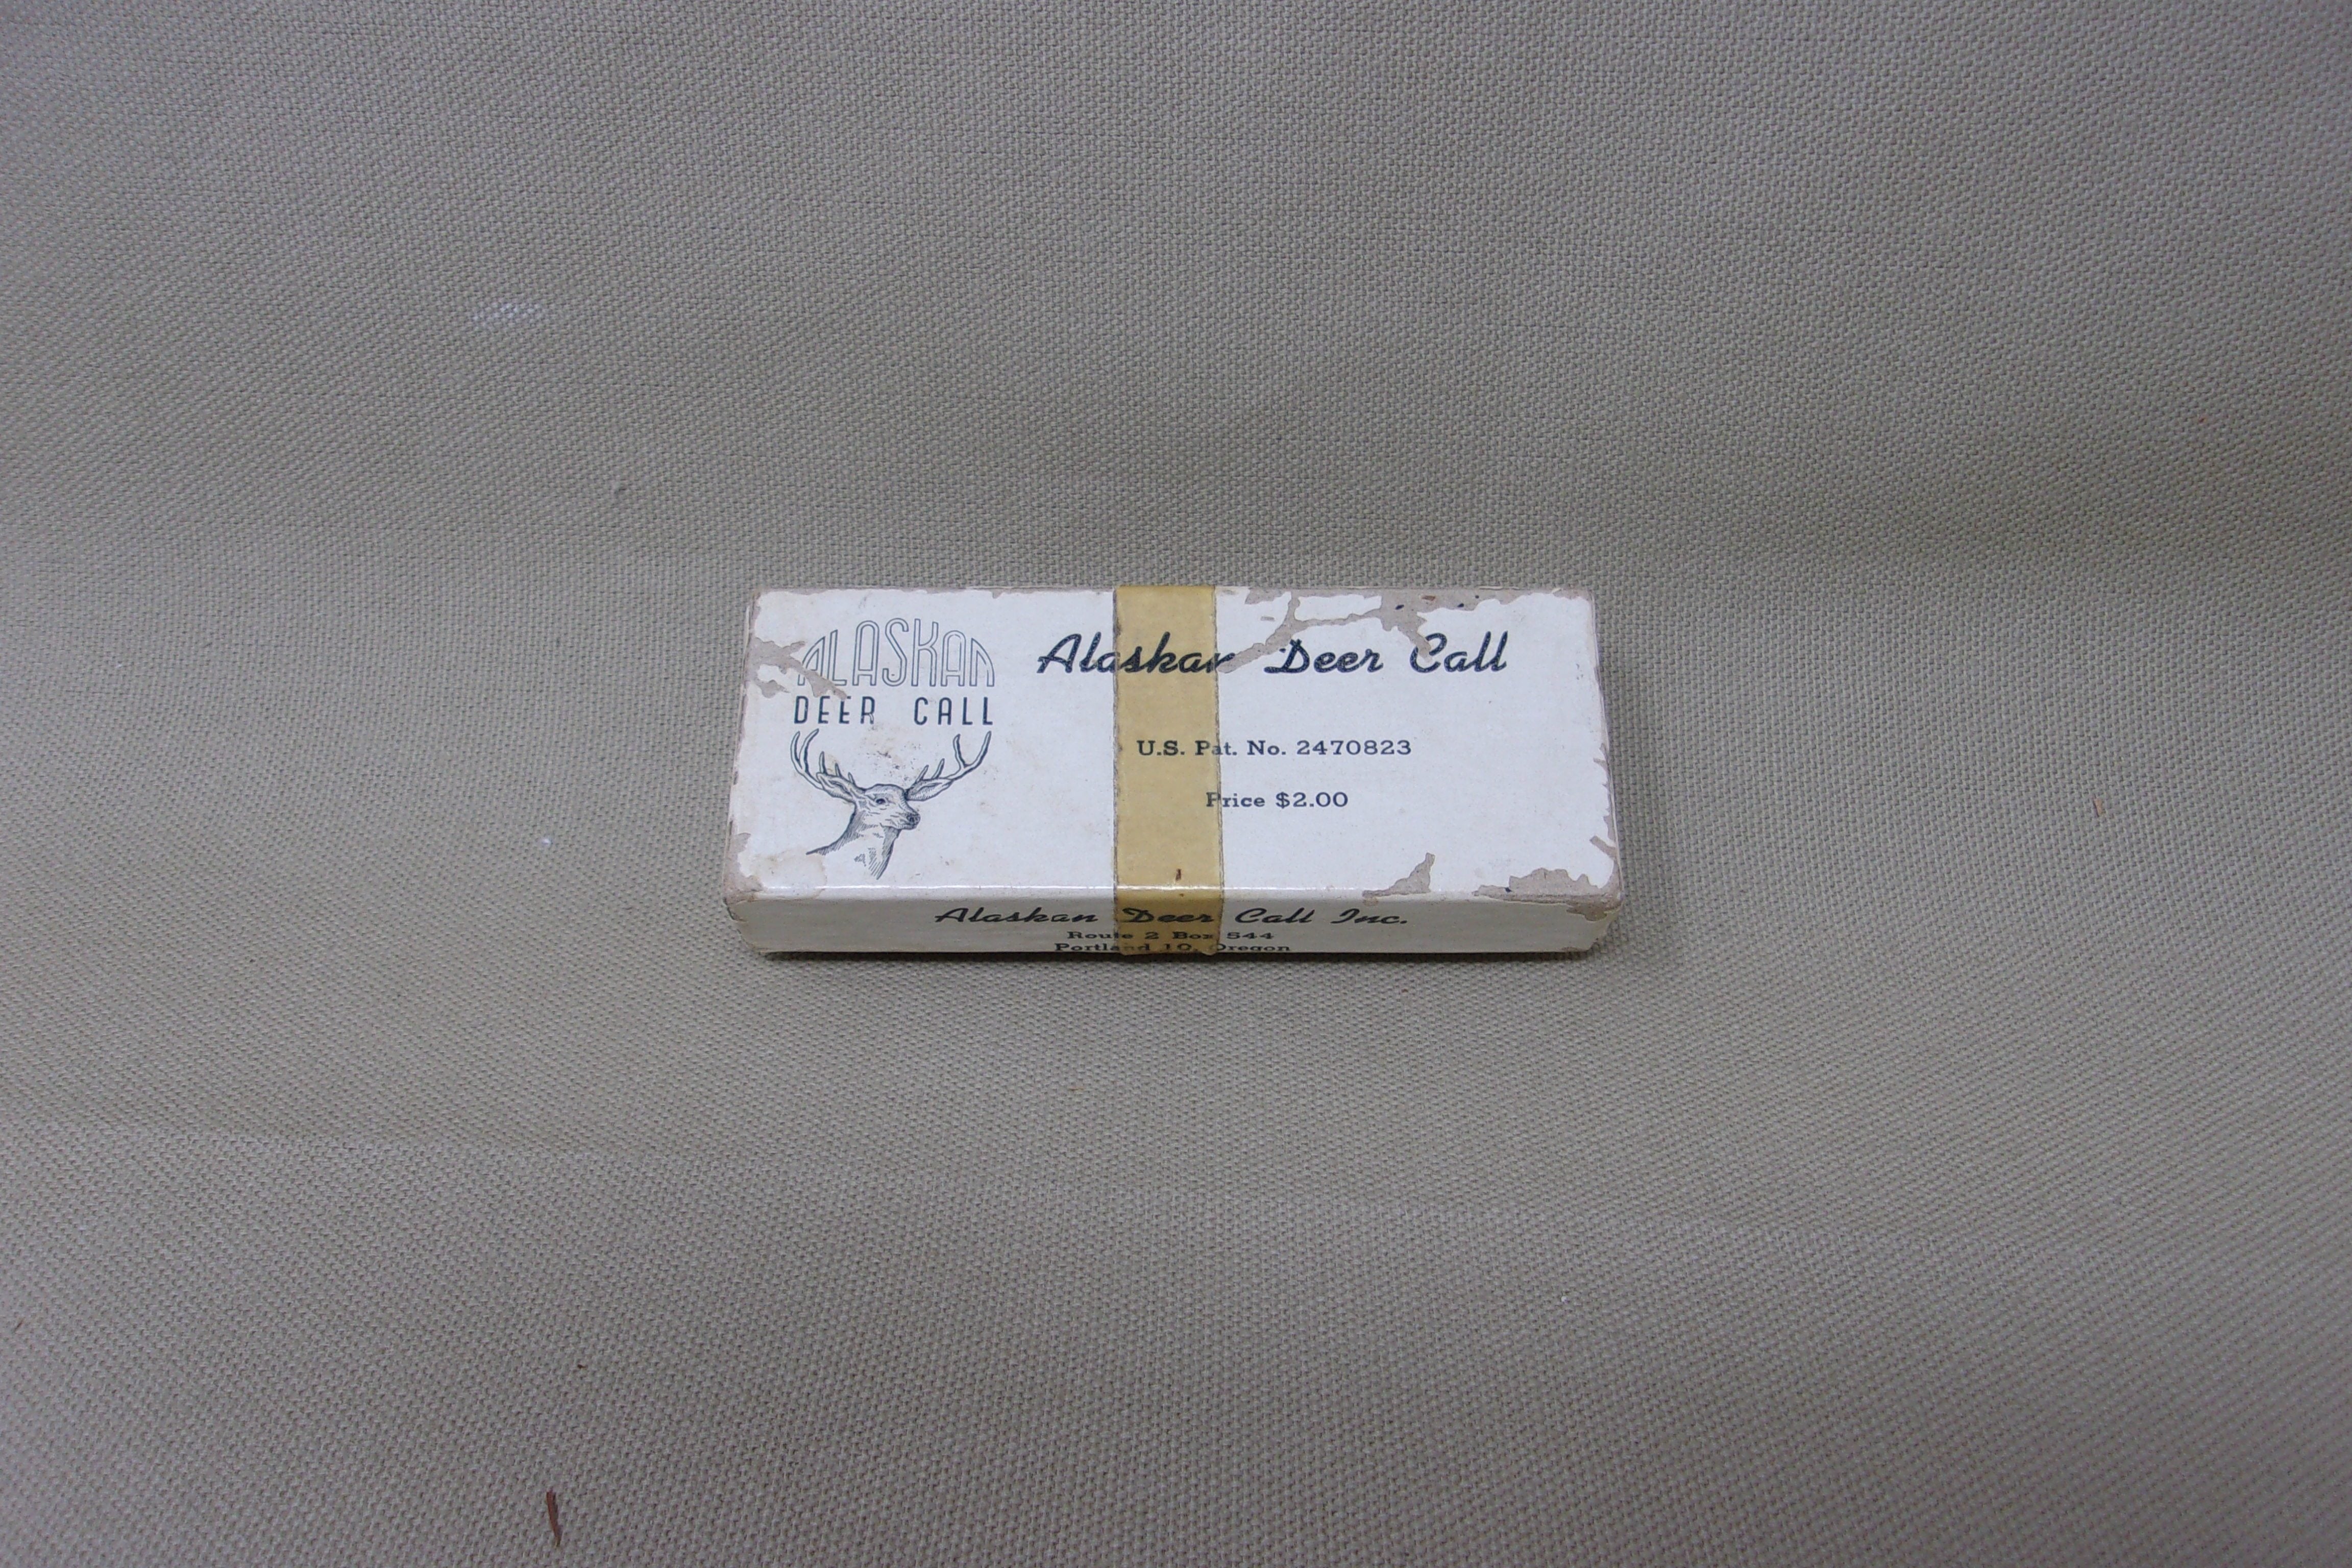 ALASKAN
DEER CALL
Alaskan Deer Call
U.S. Pat. No. 2470823
Price $2.00
Alaskan Deer Call Inc.
Route 2 Box 544
Portland 10, Oregon